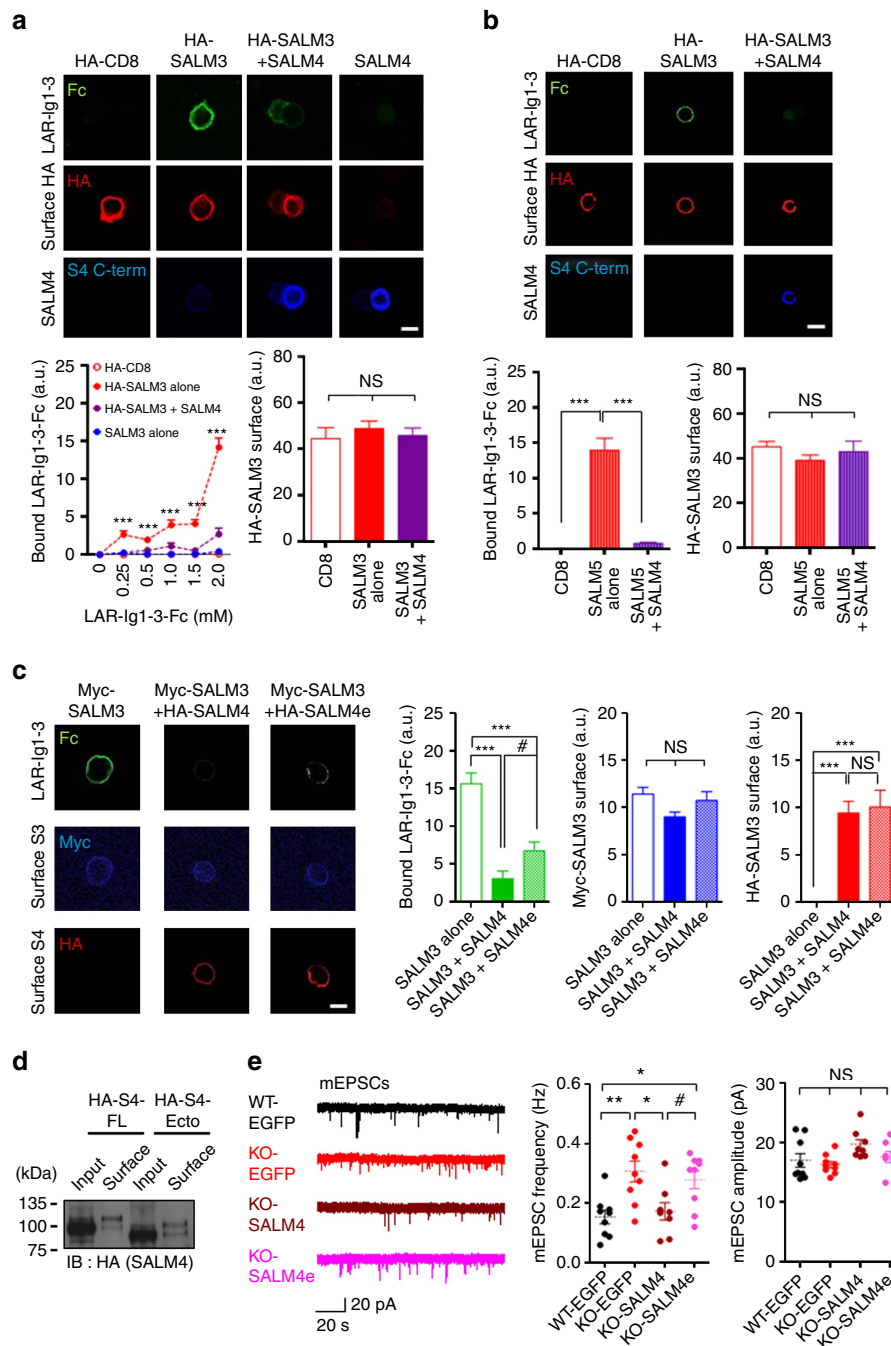 a
HA-CD8
HA-
SALM3
HA-SALM3
+SALM4
SALM4
LAR-Ig1-3
Fc
Surface HA
HA
SALM4
S4 C-term
Bound LAR-Ig1-3-Fc (a.u.)
25
20
15
10
5
0
HA-CD8
HA-SALM3 alone
HA-SALM3 + SALM4
SALM3 alone
***
***
***
***
***
0
0.25
0.5
1.0
1.5
2.0
LAR-Ig1-3-Fc (mM)
HA-SALM3 surface (a.u.)
80
60
40
20
0
NS
CD8
SALM3
alone
SALM3
+ SALM4
b
HA-CD8
HA-
SALM3
HA-SALM3
+SALM4
LAR-Ig1-3
Fc
Surface HA
HA
SALM4
S4 C-term
Bound LAR-Ig1-3-Fc (a.u.)
25
20
15
10
5
0
*** ***
CD8
SALM5
alone
SALM5
+ SALM4
HA-SALM3 surface (a.u.)
80
60
40
20
0
NS
CD8
SALM5
alone
SALM5
+ SALM4
c
Myc-
SALM3
Myc-SALM3
+HA-SALM4
Myc-SALM3
+HA-SALM4e
LAR-Ig1-3
Fc
Surface S3
Myc
Surface S4
HA
Bound LAR-Ig1-3-Fc (a.u.)
25
20
15
10
5
0
***
*** #
SALM3 alone
SALM3 + SALM4
SALM3 + SALM4e
Myc-SALM3 surface (a.u.)
20
15
10
5
0
NS
SALM3 alone
SALM3 + SALM4
SALM3 + SALM4e
HA-SALM3 surface (a.u.)
20
15
10
5
0
***
*** NS
SALM3 alone
SALM3 + SALM4
SALM3 + SALM4e
d
HA-S4-
FL
HA-S4-
Ecto
Input
Surface
Input
Surface
(kDa)
135
100
75
IB : HA (SALM4)
e
mEPSCs
WT-
EGFP
KO-
EGFP
KO-
SALM4
KO-
SALM4e
20 pA
20 s
mEPSC frequency (Hz)
0.6
0.4
0.2
0.0
*
** * #
WT-EGFP
KO-EGFP
KO-SALM4
KO-SALM4e
mEPSC amplitude (pA)
30
20
10
0
NS
WT-EGFP
KO-EGFP
KO-SALM4
KO-SALM4e